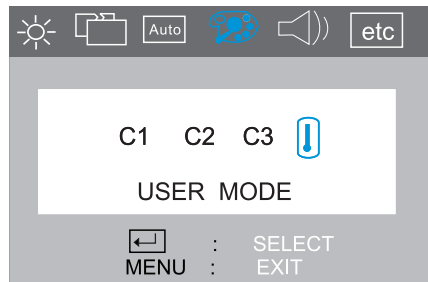 Auto etc
C1 C2 C3
USER MODE
: SELECT
MENU : EXIT